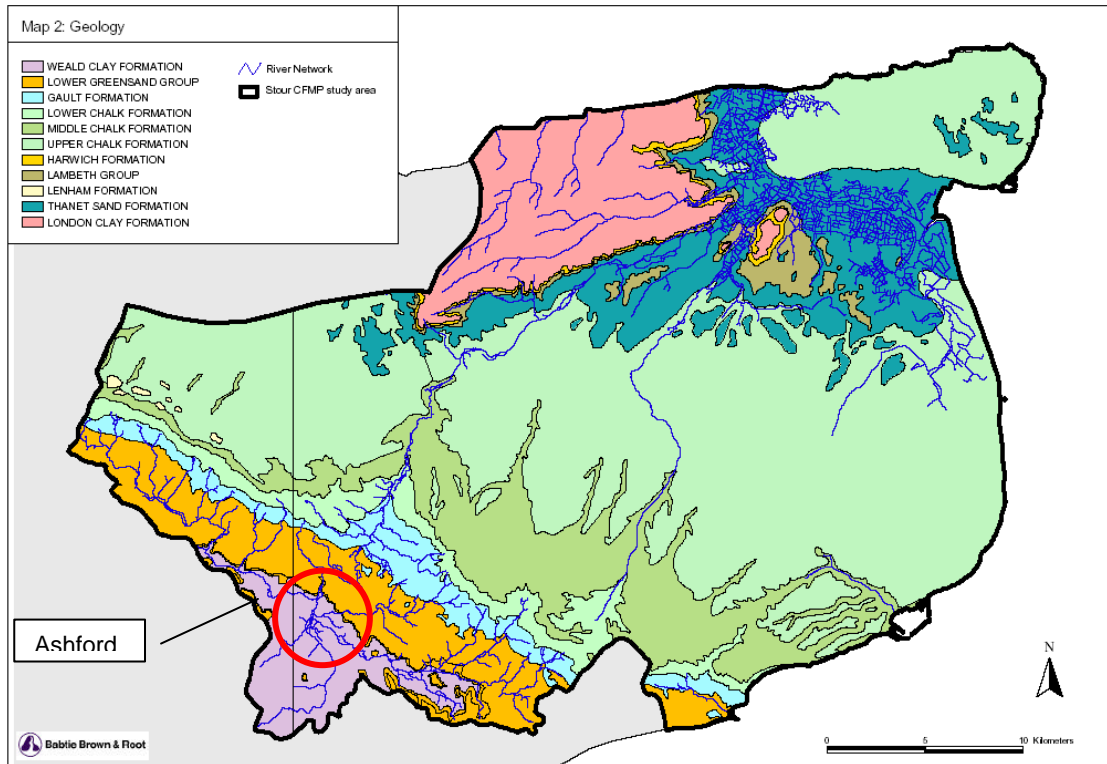 Map 2: Geology
WEALD CLAY FORMATION
LOWER GREENSAND GROUP
GAULT FORMATION
LOWER CHALK FORMATION
MIDDLE CHALK FORMATION
UPPER CHALK FORMATION
HARWICH FORMATION
LAMBETH GROUP
LENHAM FORMATION
THANET SAND FORMATION
LONDON CLAY FORMATION
River Network
Stour CFMP study area
Ashford
N
0 5 10 Kilometers
Babtie Brown & Root